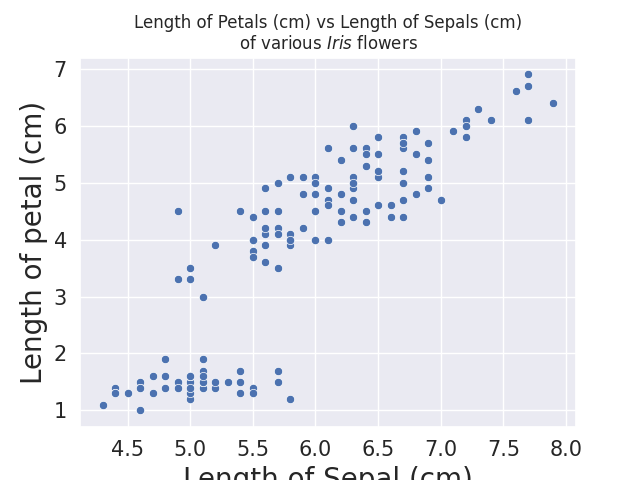 Length of Petals (cm) vs Length of Sepals (cm)
of various Iris flowers
Length of petal (cm)
7
6
5
4
3
2
1
4.5 5.0 5.5 6.0 6.5 7.0 7.5 8.0
Length of Sepal (cm)